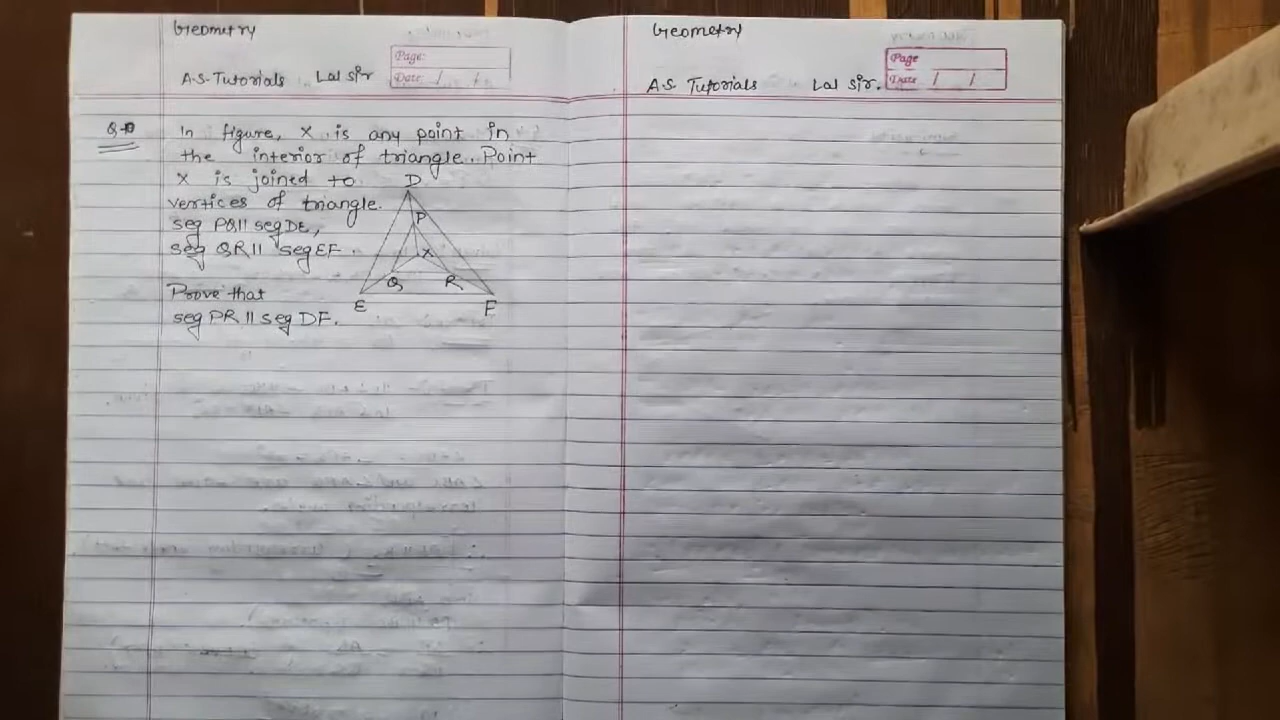 Geometry
A.S. Tutorials Lal Sir
Page:
Date: / /
In figure, X is any point in
the interior of triangle. Point
X is joined to
vertices of triangle.
seg PQ || seg DE,
seg QR || seg EF.
Prove that
seg PR || seg DF.
D
P
X
Q
R
E
F
Geometry
A.S. Tutorials Lal Sir.
Page
Date / /